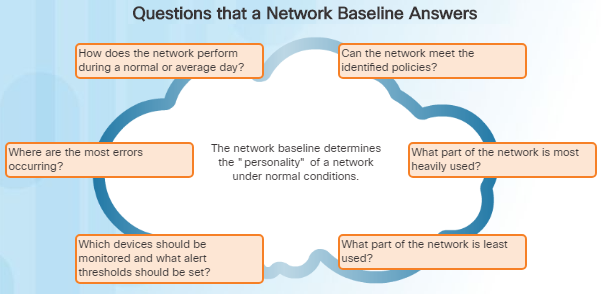 Questions that a Network Baseline Answers
How does the network perform
during a normal or average day?
Can the network meet the
identified policies?
Where are the most errors
occurring?
The network baseline determines
the " personality" of a network
under normal conditions.
What part of the network is most
heavily used?
Which devices should be
monitored and what alert
thresholds should be set?
What part of the network is least
used?